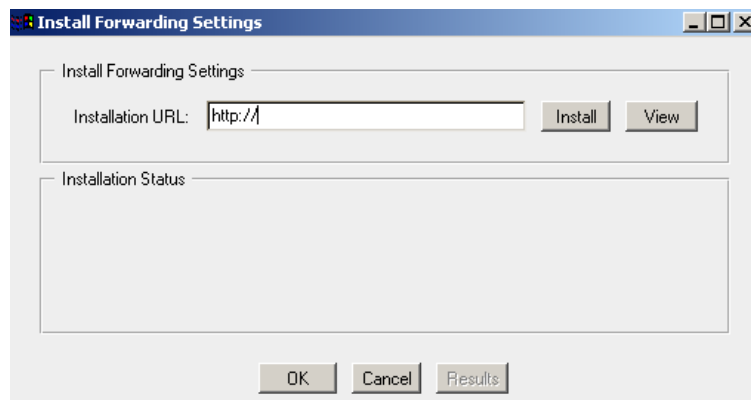 Install Forwarding Settings
Install Forwarding Settings
Installation URL: http:// Install View
Installation Status
OK Cancel Results